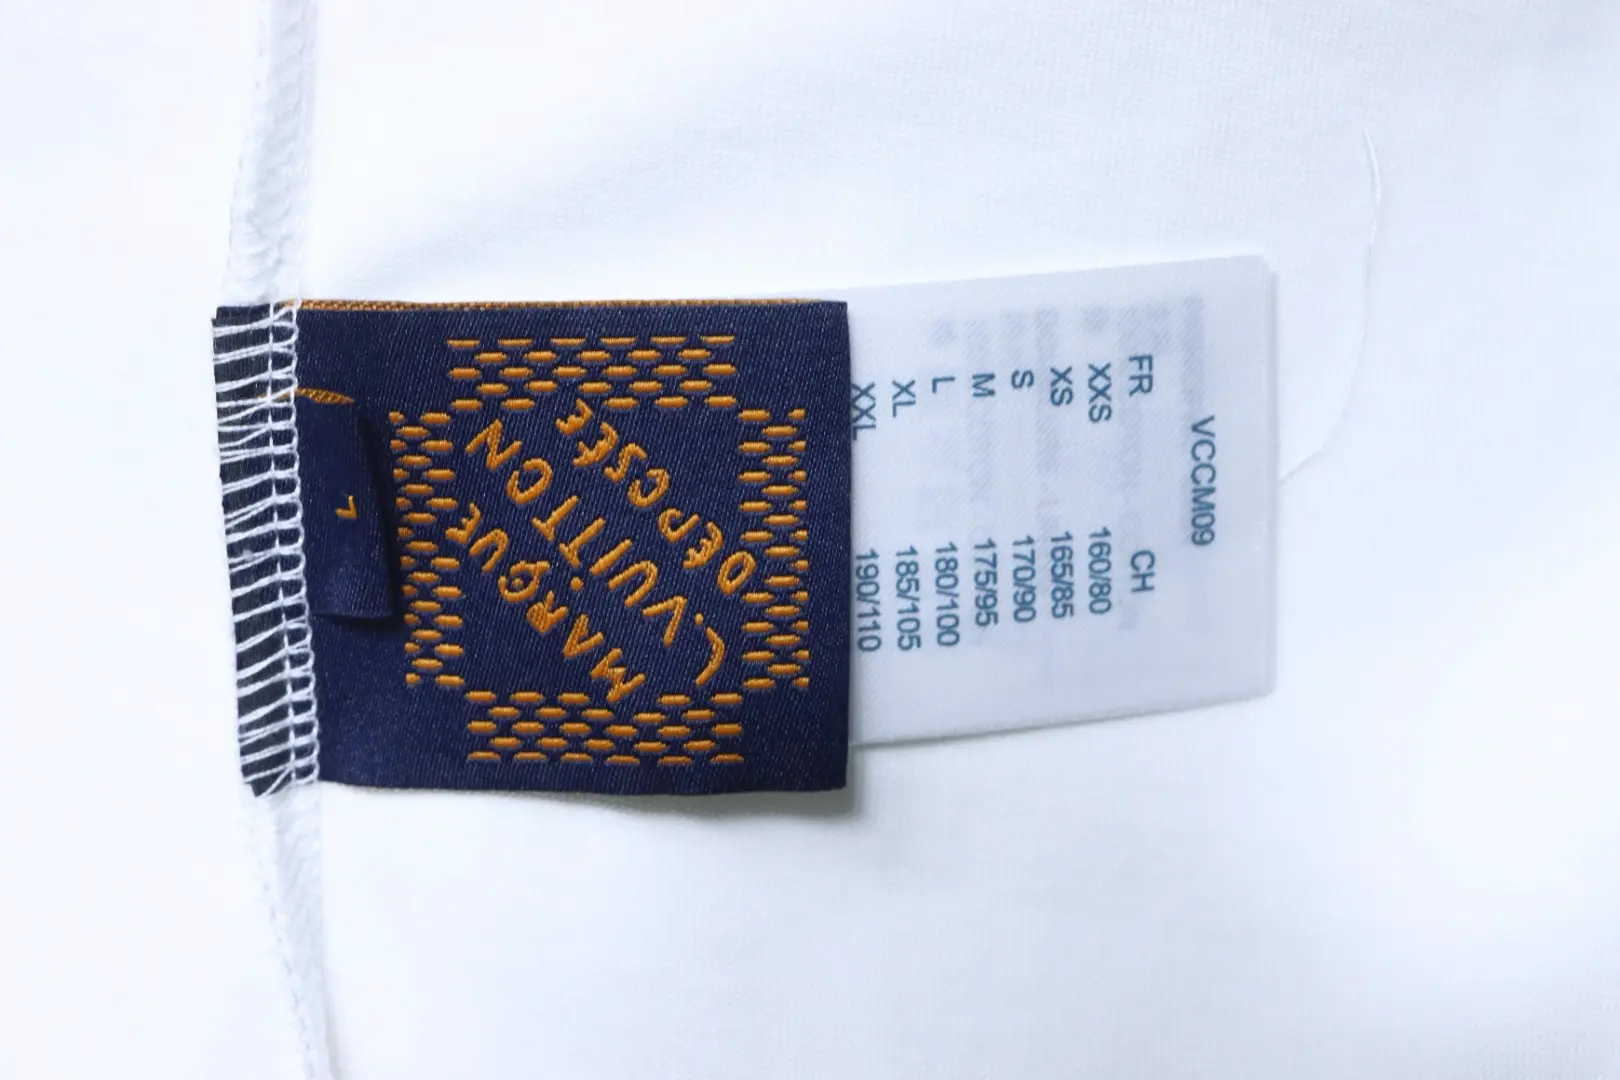 L
MARQUE
L.VUITTON
DÉPOSÉE
VCCM09
FR CH
XXS 160/80
XS 165/85
S 170/90
M 175/95
L 180/100
XL 185/105
XXL 190/110